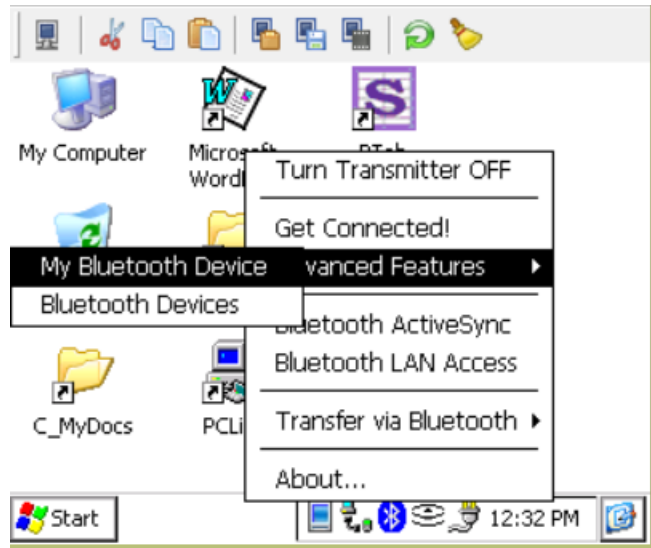 My Computer
Microsoft
Word
Turn Transmitter OFF
Get Connected!
My Bluetooth Device
vanced Features
Bluetooth Devices
Bluetooth ActiveSync
Bluetooth LAN Access
C_MyDocs
PCLi
Transfer via Bluetooth
About...
Start
12:32 PM